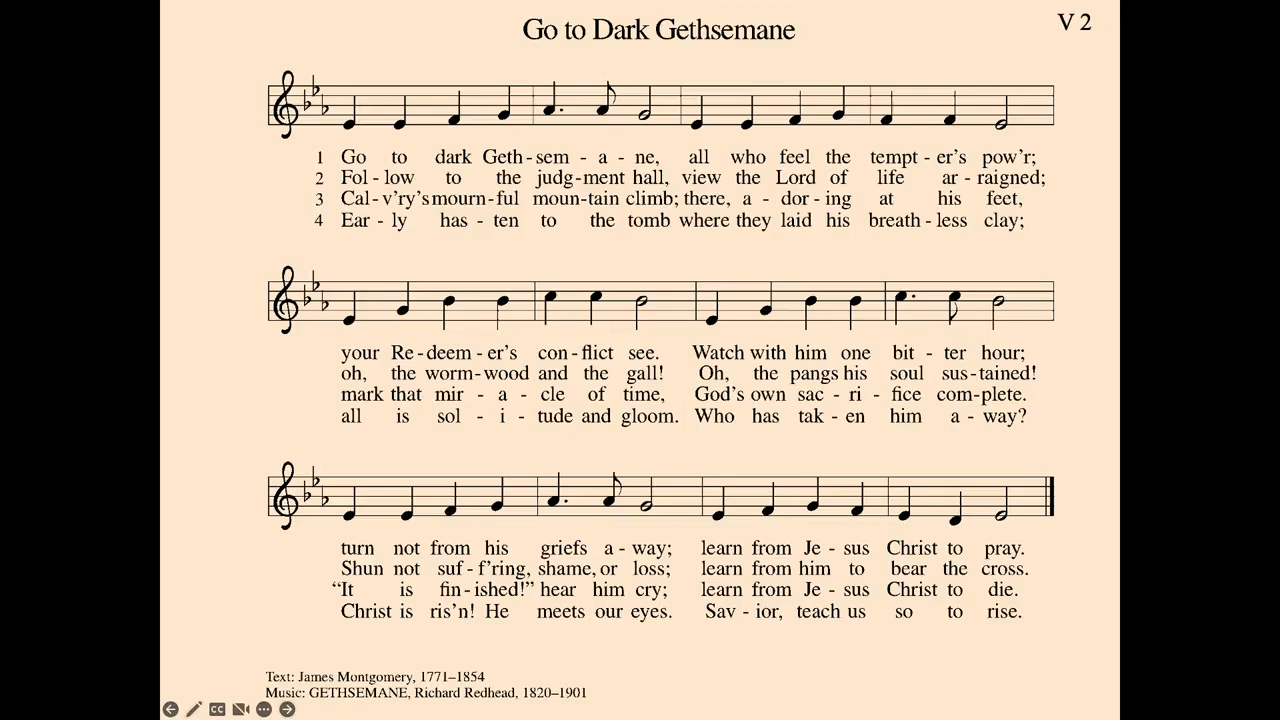 Go to Dark Gethsemane
V 2
1 Go to dark Geth - sem - a - ne, all who feel the tempt - er's pow'r;
2 Fol - low to the judg - ment hall, view the Lord of life ar - raigned;
3 Cal - v'ry's mourn - ful moun - tain climb; there, a - dor - ing at his feet,
4 Ear - ly has - ten to the tomb where they laid his breath - less clay;
your Re - deem - er's con - flict see. Watch with him one bit - ter hour;
oh, the worm - wood and the gall! Oh, the pangs his soul sus - tained!
mark that mir - a - cle of time, God's own sac - ri - fice com - plete.
all is sol - i - tude and gloom. Who has tak - en him a - way?
turn not from his griefs a - way; learn from Je - sus Christ to pray.
Shun not suf - f'ring, shame, or loss; learn from him to bear the cross.
“It is fin - ished!” hear him cry; learn from Je - sus Christ to die.
Christ is ris'n! He meets our eyes. Sav - ior, teach us so to rise.
Text: James Montgomery, 1771–1854
Music: GETHSEMANE, Richard Redhead, 1820–1901
CC